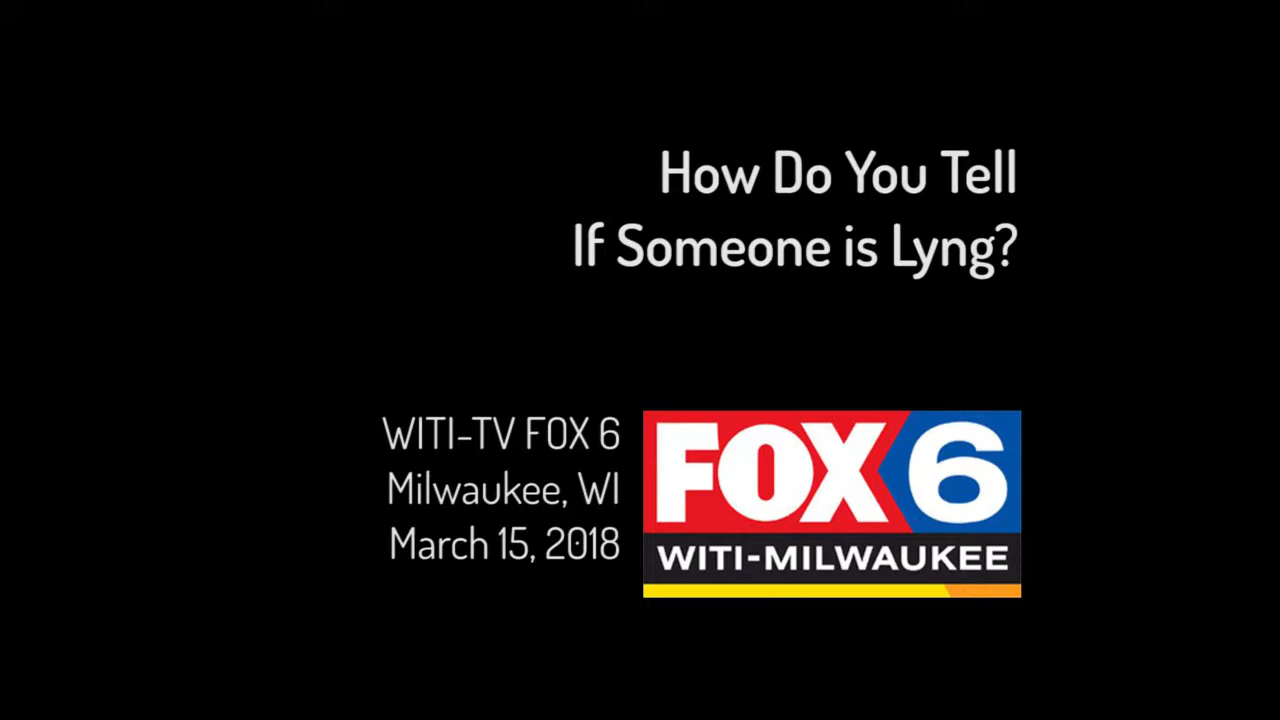 How Do You Tell
If Someone is Lyng?
WITI-TV FOX 6
Milwaukee, WI
March 15, 2018
FOX 6
WITI-MILWAUKEE